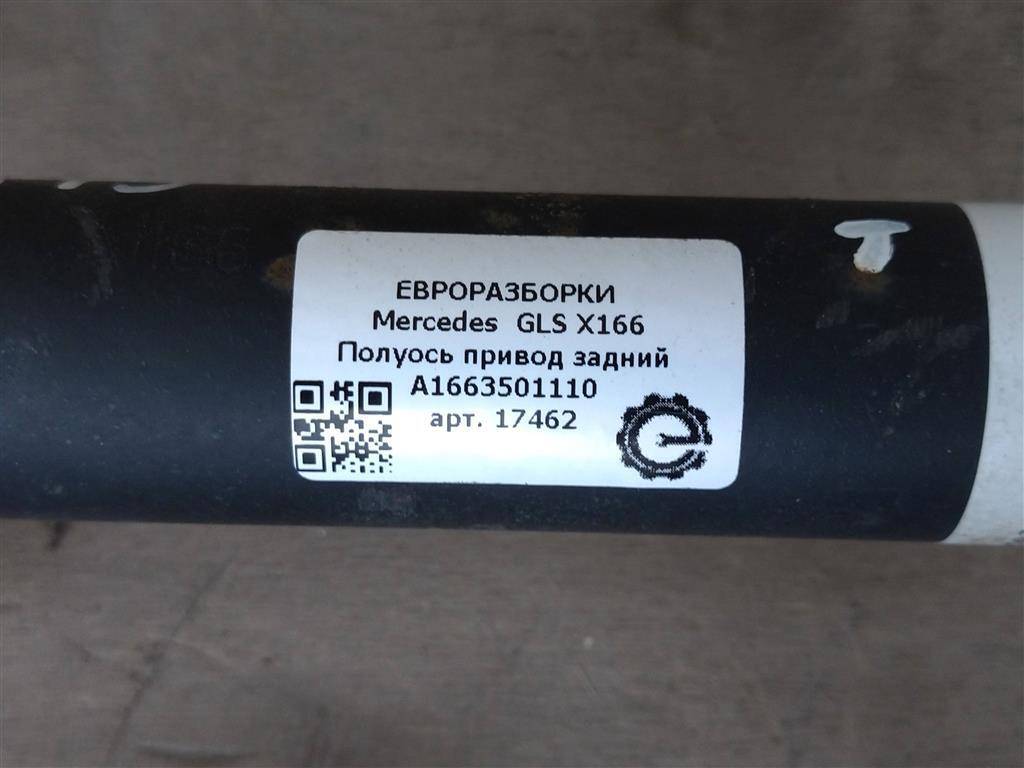 ЕВРОРАЗБОРКИ
Mercedes GLS X166
Полуось привод задний
A1663501110
арт. 17462
T